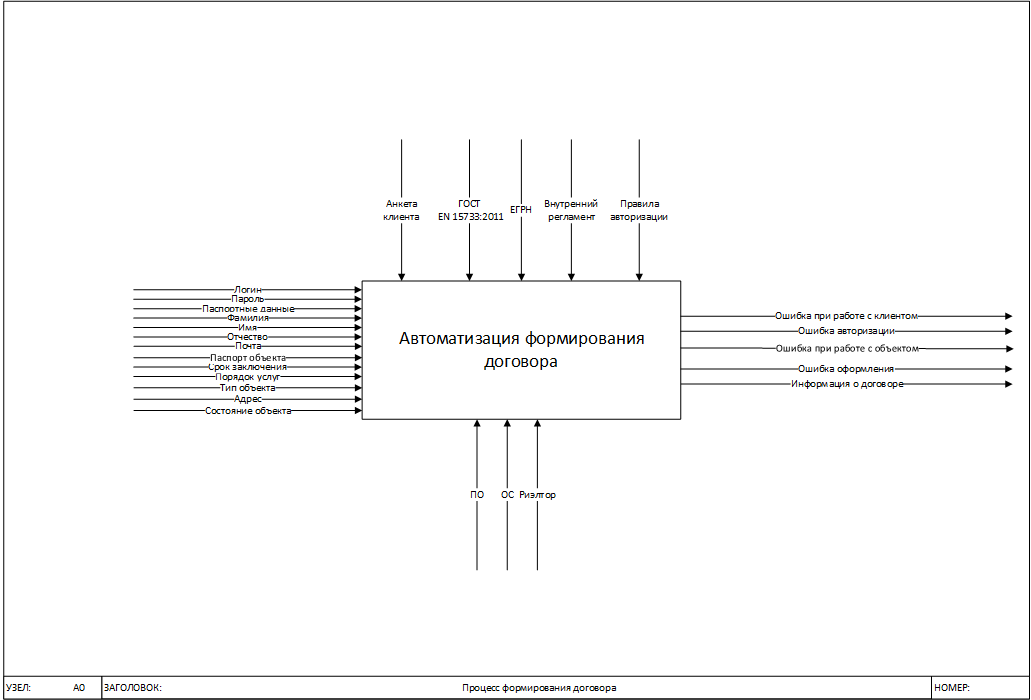 Анкета
клиента
ГОСТ
EN 15733:2011
ЕГРН
Внутренний
регламент
Правила
авторизации
Логин
Пароль
Паспортные данные
Фамилия
Имя
Отчество
Почта
Паспорт объекта
Срок заключения
Порядок услуг
Тип объекта
Адрес
Состояние объекта
Автоматизация формирования
договора
Ошибка при работе с клиентом
Ошибка авторизации
Ошибка при работе с объектом
Ошибка оформления
Информация о договоре
ПО
ОС
Риэлтор
УЗЕЛ: A0 ЗАГОЛОВОК: Процесс формирования договора НОМЕР: